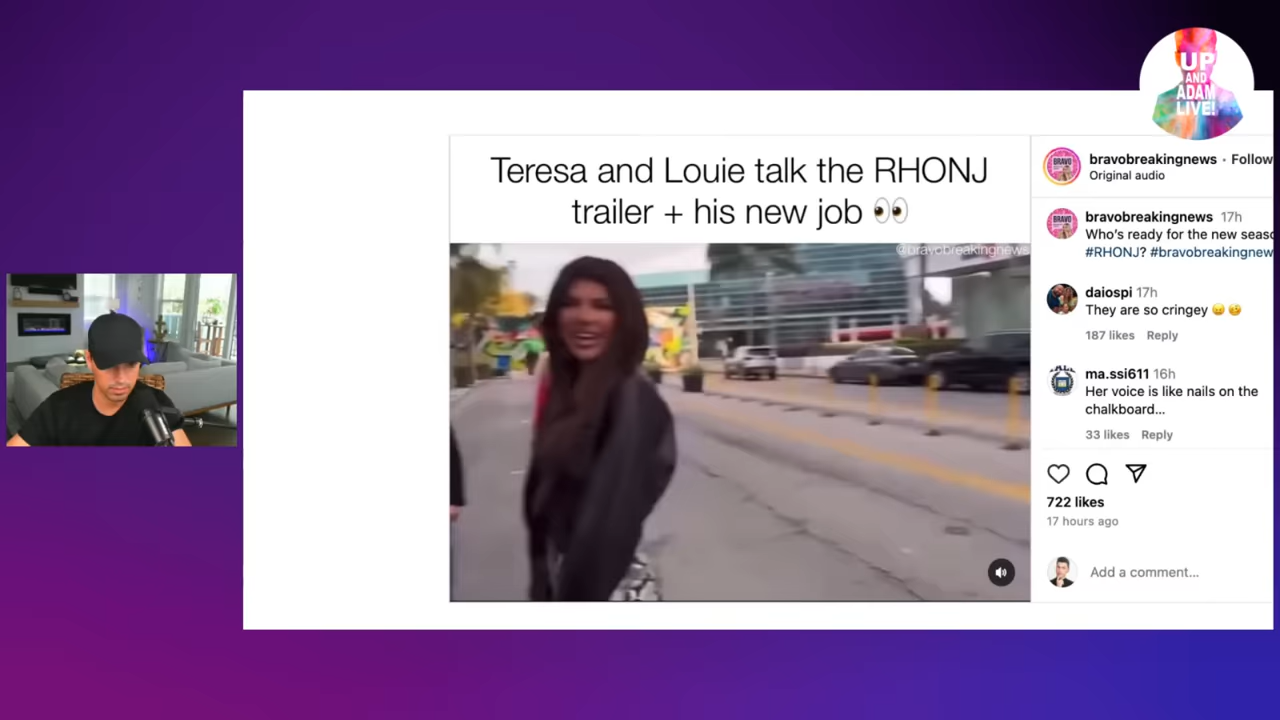 UP
AND
ADAM
LIVE!
Teresa and Louie talk the RHONJ
trailer + his new job 👀
@bravobreakingnews
bravobreakingnews · Follow
Original audio
bravobreakingnews 17h
Who's ready for the new seaso
#RHONJ? #bravobreakingnew
daiospi 17h
They are so cringey
187 likes Reply
ma.ssi611 16h
Her voice is like nails on the
chalkboard...
33 likes Reply
722 likes
17 hours ago
Add a comment...